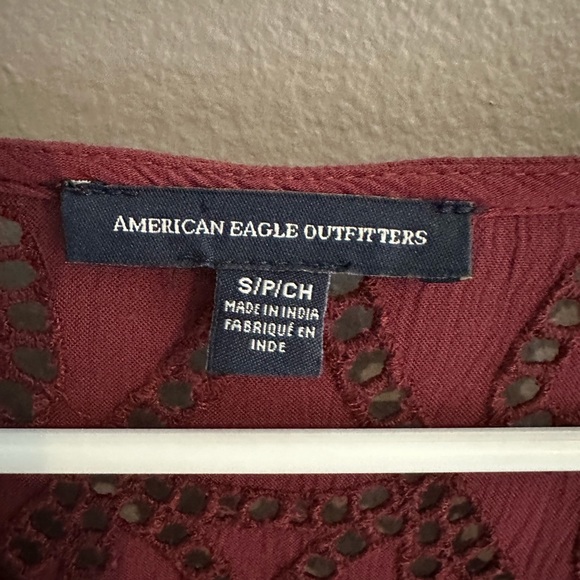 AMERICAN EAGLE OUTFITTERS
S/P/CH
MADE IN INDIA
FABRIQUÉ EN
INDE